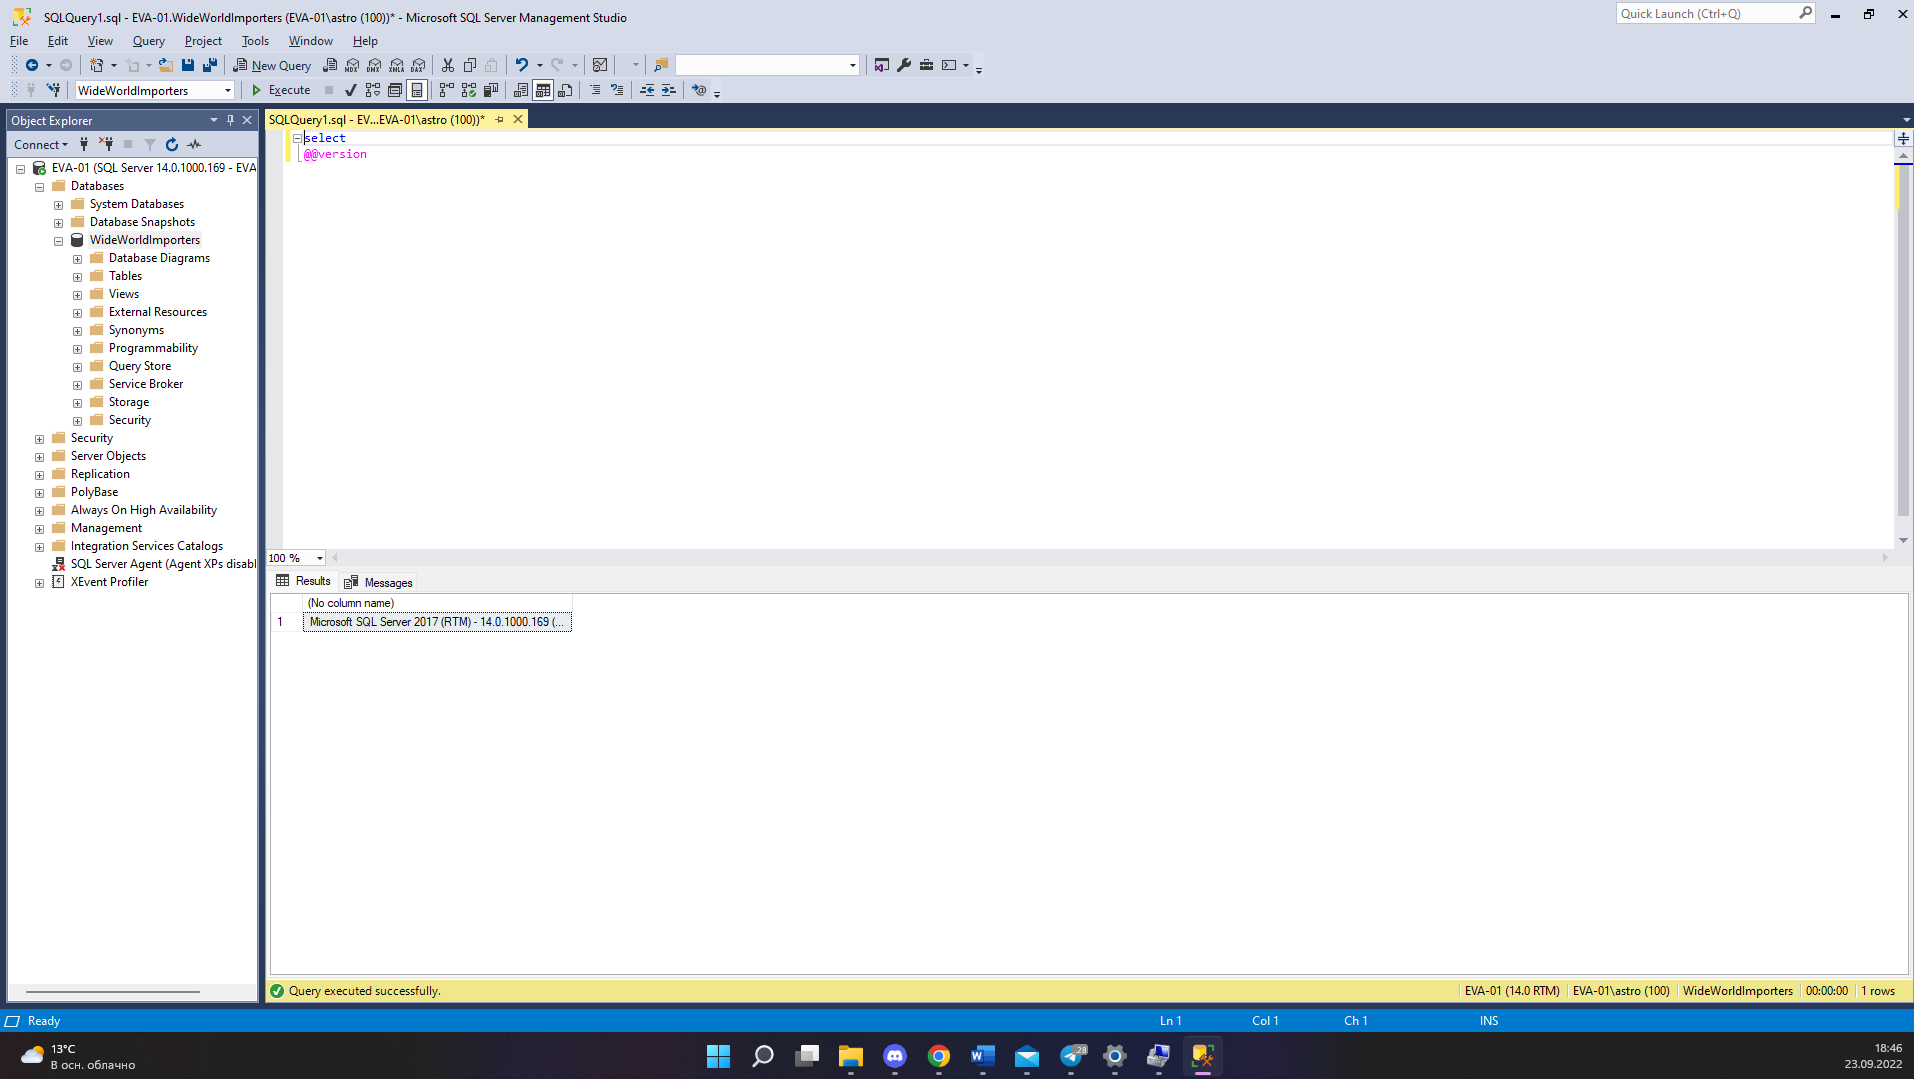 SQLQuery1.sql - EVA-01.WideWorldImporters (EVA-01\astro (100))* - Microsoft SQL Server Management Studio
Quick Launch (Ctrl+Q)
File Edit View Query Project Tools Window Help
New Query MDX DMX XMLA DAX
WideWorldImporters Execute
Object Explorer
SQLQuery1.sql - EV...EVA-01\astro (100))*
Connect
select
@@version
EVA-01 (SQL Server 14.0.1000.169 - EVA
Databases
System Databases
Database Snapshots
WideWorldImporters
Database Diagrams
Tables
Views
External Resources
Synonyms
Programmability
Query Store
Service Broker
Storage
Security
Security
Server Objects
Replication
PolyBase
Always On High Availability
Management
Integration Services Catalogs
SQL Server Agent (Agent XPs disabl
XEvent Profiler
100 %
Results Messages
(No column name)
1 Microsoft SQL Server 2017 (RTM) - 14.0.1000.169 (...
Query executed successfully.
EVA-01 (14.0 RTM) EVA-01\astro (100) WideWorldImporters 00:00:00 1 rows
Ready Ln 1 Col 1 Ch 1 INS
13°C
В осн. облачно
28
18:46
23.09.2022